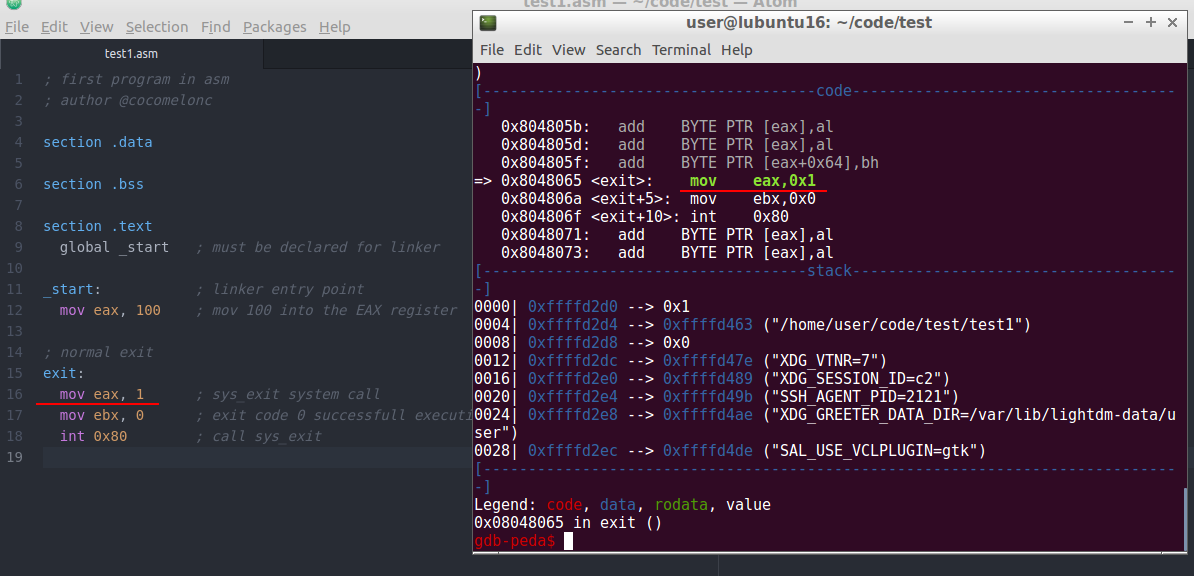 test1.asm — ~/code/test — Atom
File Edit View Selection Find Packages Help
test1.asm
1 ; first program in asm
2 ; author @cocomelonc
3
4 section .data
5
6 section .bss
7
8 section .text
9 global _start ; must be declared for linker
10
11 _start: ; linker entry point
12 mov eax, 100 ; mov 100 into the EAX register
13
14 ; normal exit
15 exit:
16 mov eax, 1 ; sys_exit system call
17 mov ebx, 0 ; exit code 0 successfull executi
18 int 0x80 ; call sys_exit
19
user@lubuntu16: ~/code/test
File Edit View Search Terminal Help
)
[-------------------------------------code------------------------------------
-]
0x804805b: add BYTE PTR [eax],al
0x804805d: add BYTE PTR [eax],al
0x804805f: add BYTE PTR [eax+0x64],bh
=> 0x8048065 <exit>: mov eax,0x1
0x804806a <exit+5>: mov ebx,0x0
0x804806f <exit+10>: int 0x80
0x8048071: add BYTE PTR [eax],al
0x8048073: add BYTE PTR [eax],al
[------------------------------------stack------------------------------------
-]
0000| 0xffffd2d0 --> 0x1
0004| 0xffffd2d4 --> 0xffffd463 ("/home/user/code/test/test1")
0008| 0xffffd2d8 --> 0x0
0012| 0xffffd2dc --> 0xffffd47e ("XDG_VTNR=7")
0016| 0xffffd2e0 --> 0xffffd489 ("XDG_SESSION_ID=c2")
0020| 0xffffd2e4 --> 0xffffd49b ("SSH_AGENT_PID=2121")
0024| 0xffffd2e8 --> 0xffffd4ae ("XDG_GREETER_DATA_DIR=/var/lib/lightdm-data/u
ser")
0028| 0xffffd2ec --> 0xffffd4de ("SAL_USE_VCLPLUGIN=gtk")
[-----------------------------------------------------------------------------
-]
Legend: code, data, rodata, value
0x08048065 in exit ()
gdb-peda$